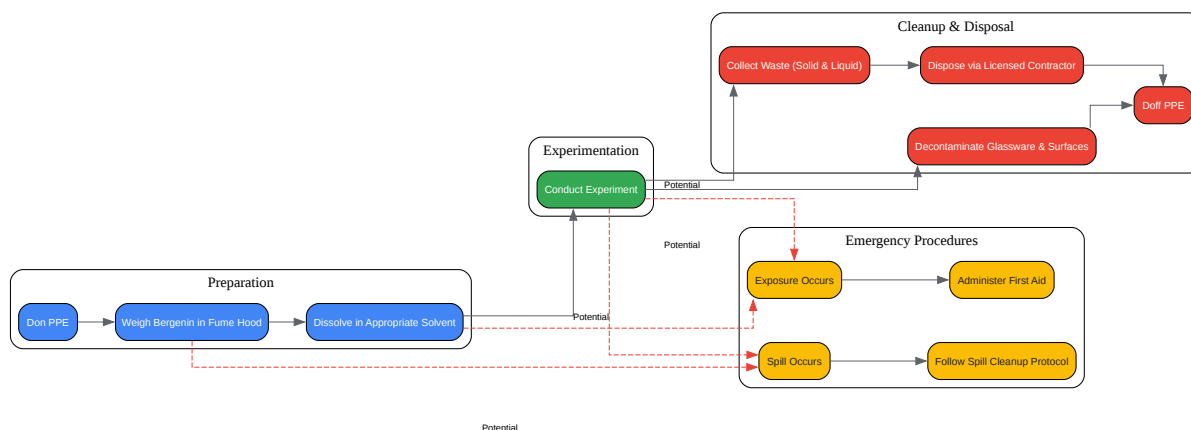 Cleanup & Disposal
Collect Waste (Solid & Liquid)
Dispose via Licensed Contractor
Doff PPE
Decontaminate Glassware & Surfaces
Experimentation
Conduct Experiment
Potential
Potential
Emergency Procedures
Exposure Occurs
Administer First Aid
Preparation
Don PPE
Weigh Bergenin in Fume Hood
Dissolve in Appropriate Solvent
Potential
Spill Occurs
Follow Spill Cleanup Protocol
Potential